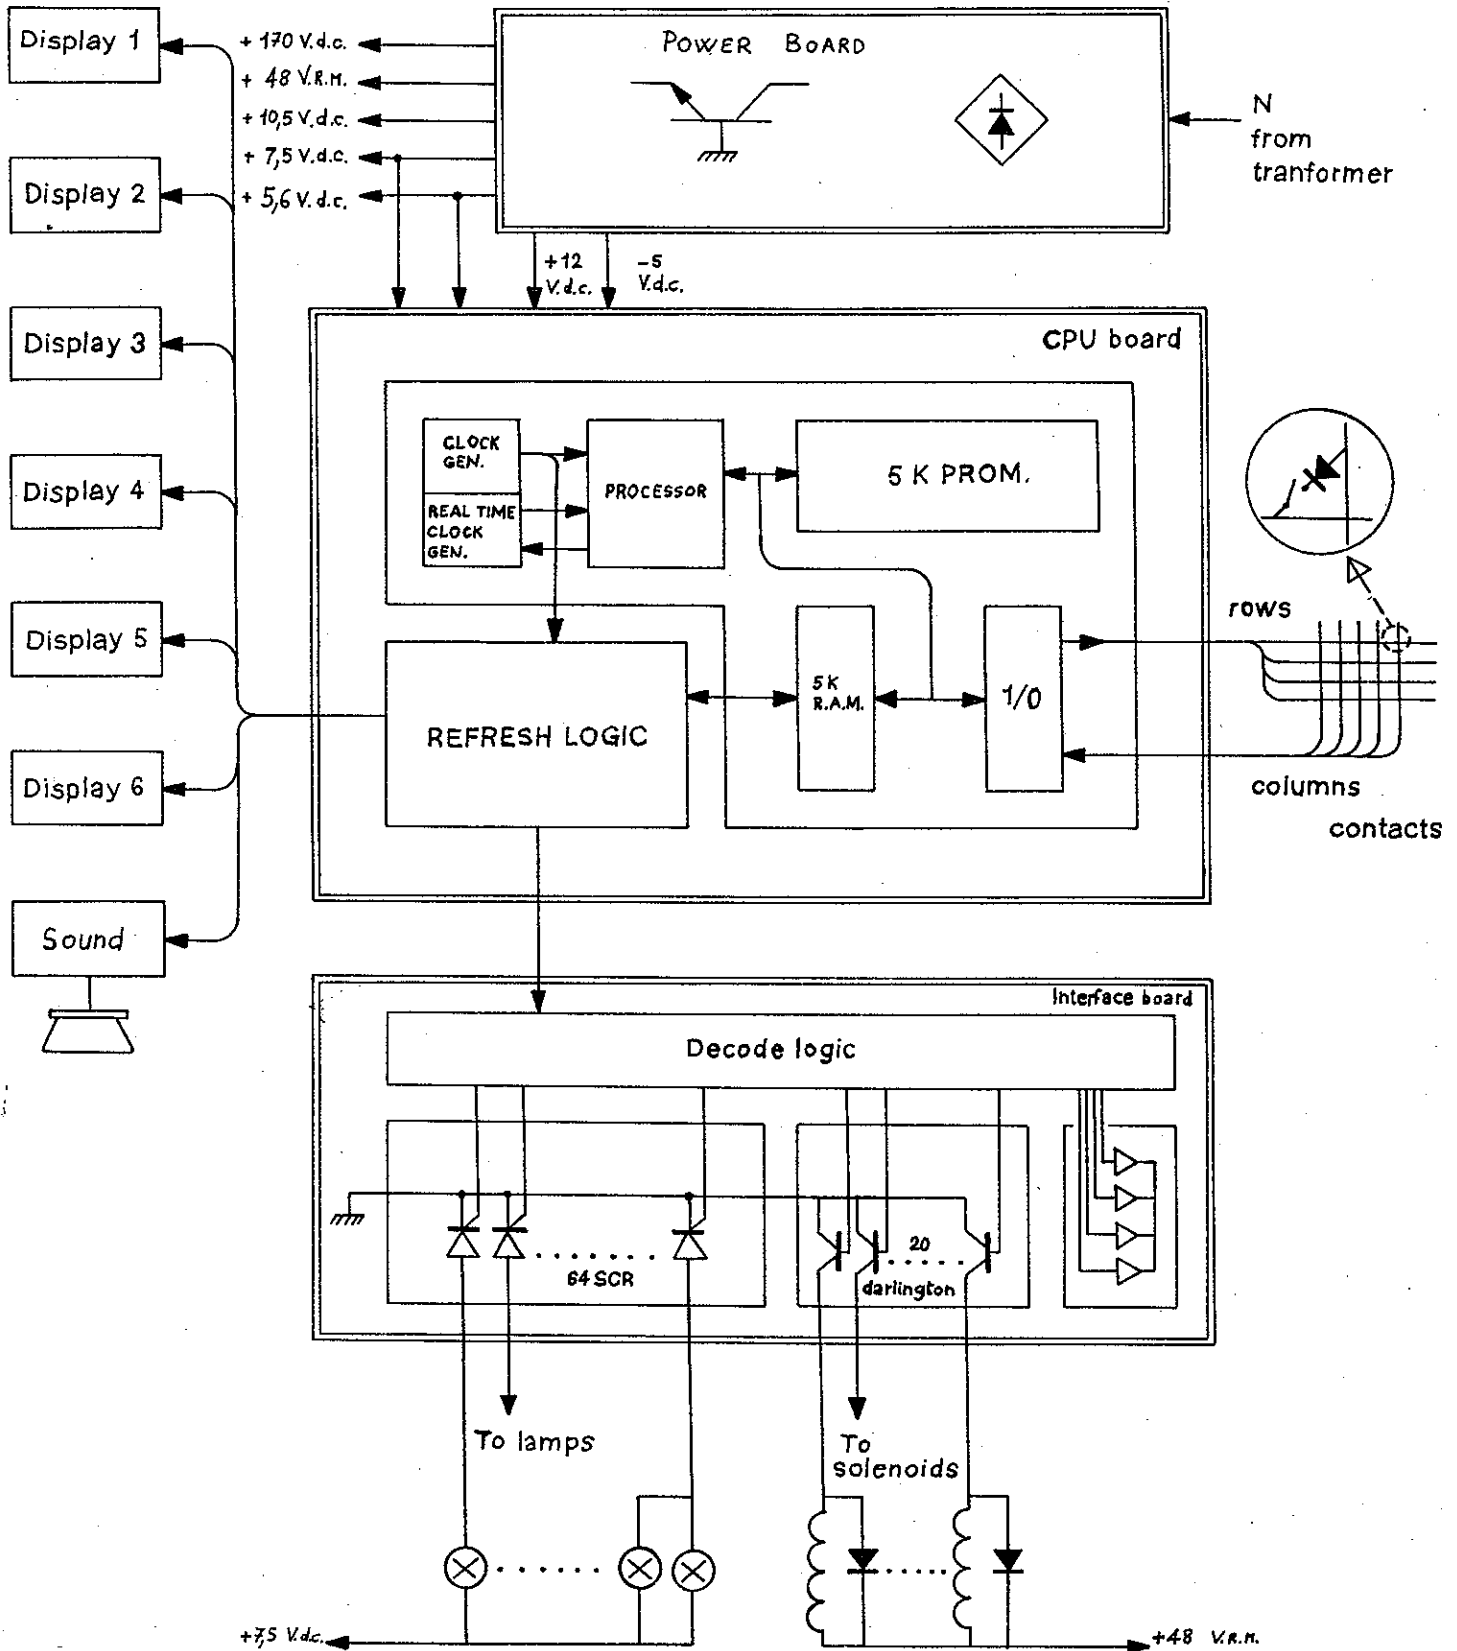 Display 1
+ 170 V.d.c.
POWER BOARD
+ 48 V.R.M.
N
from
tranformer
+ 10,5 V.d.c.
+ 7,5 V.d.c.
Display 2
+ 5,6 V.d.c.
+12
V.d.c.
-5
V.d.c.
Display 3
CPU board
CLOCK
GEN.
PROCESSOR
5 K PROM.
REAL TIME
CLOCK
GEN.
Display 4
rows
Display 5
5K
R.A.M.
1/0
REFRESH LOGIC
Display 6
columns
contacts
Sound
Interface board
Decode logic
64 SCR
20
darlington
To lamps
To
solenoids
+7,5 V.d.c.
+48 V.R.M.